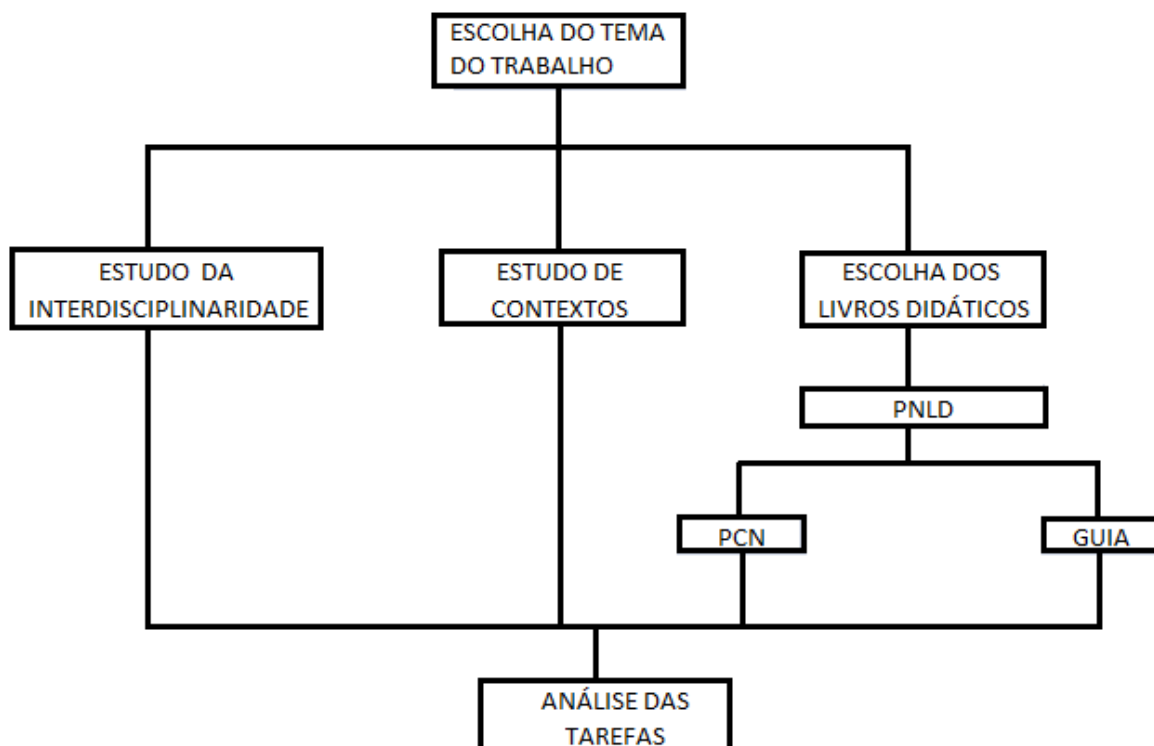 ESCOLHA DO TEMA
DO TRABALHO
ESTUDO DA
INTERDISCIPLINARIDADE
ESTUDO DE
CONTEXTOS
ESCOLHA DOS
LIVROS DIDÁTICOS
PNLD
PCN
GUIA
ANÁLISE DAS
TAREFAS